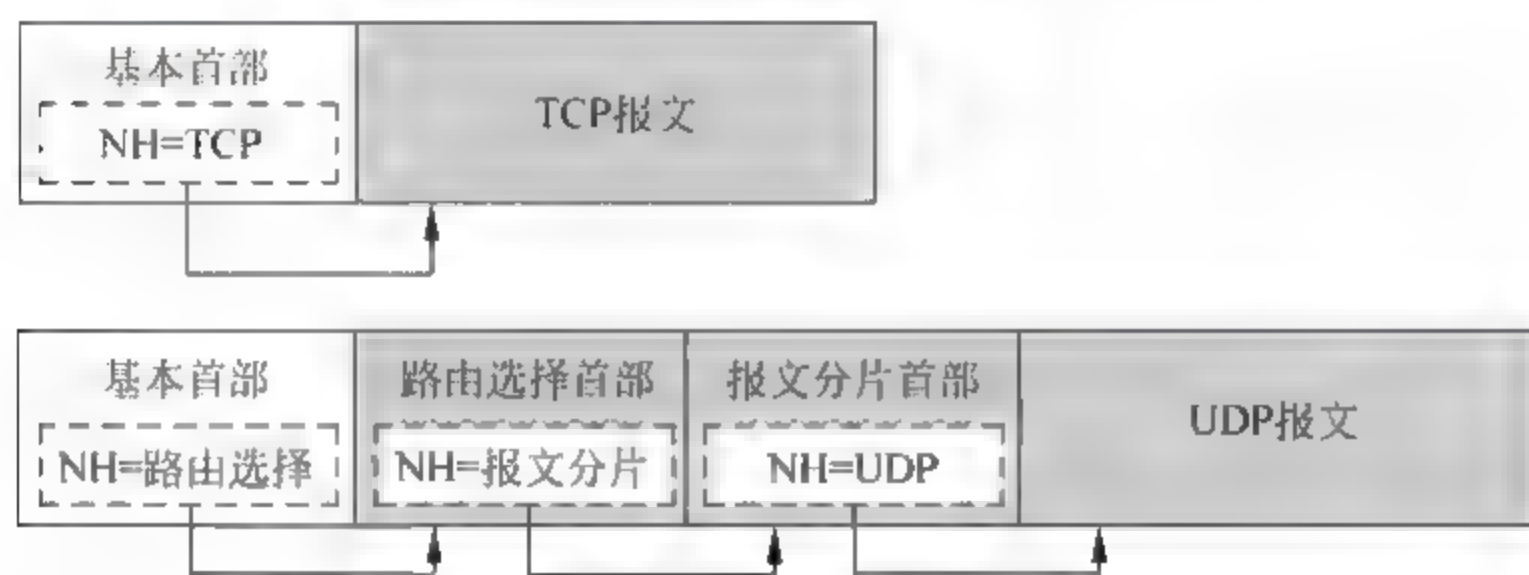 基本首部
TCP报文
NH=TCP
基本首部
路由选择首部
报文分片首部
UDP报文
NH=路由选择
NH=报文分片
NH=UDP